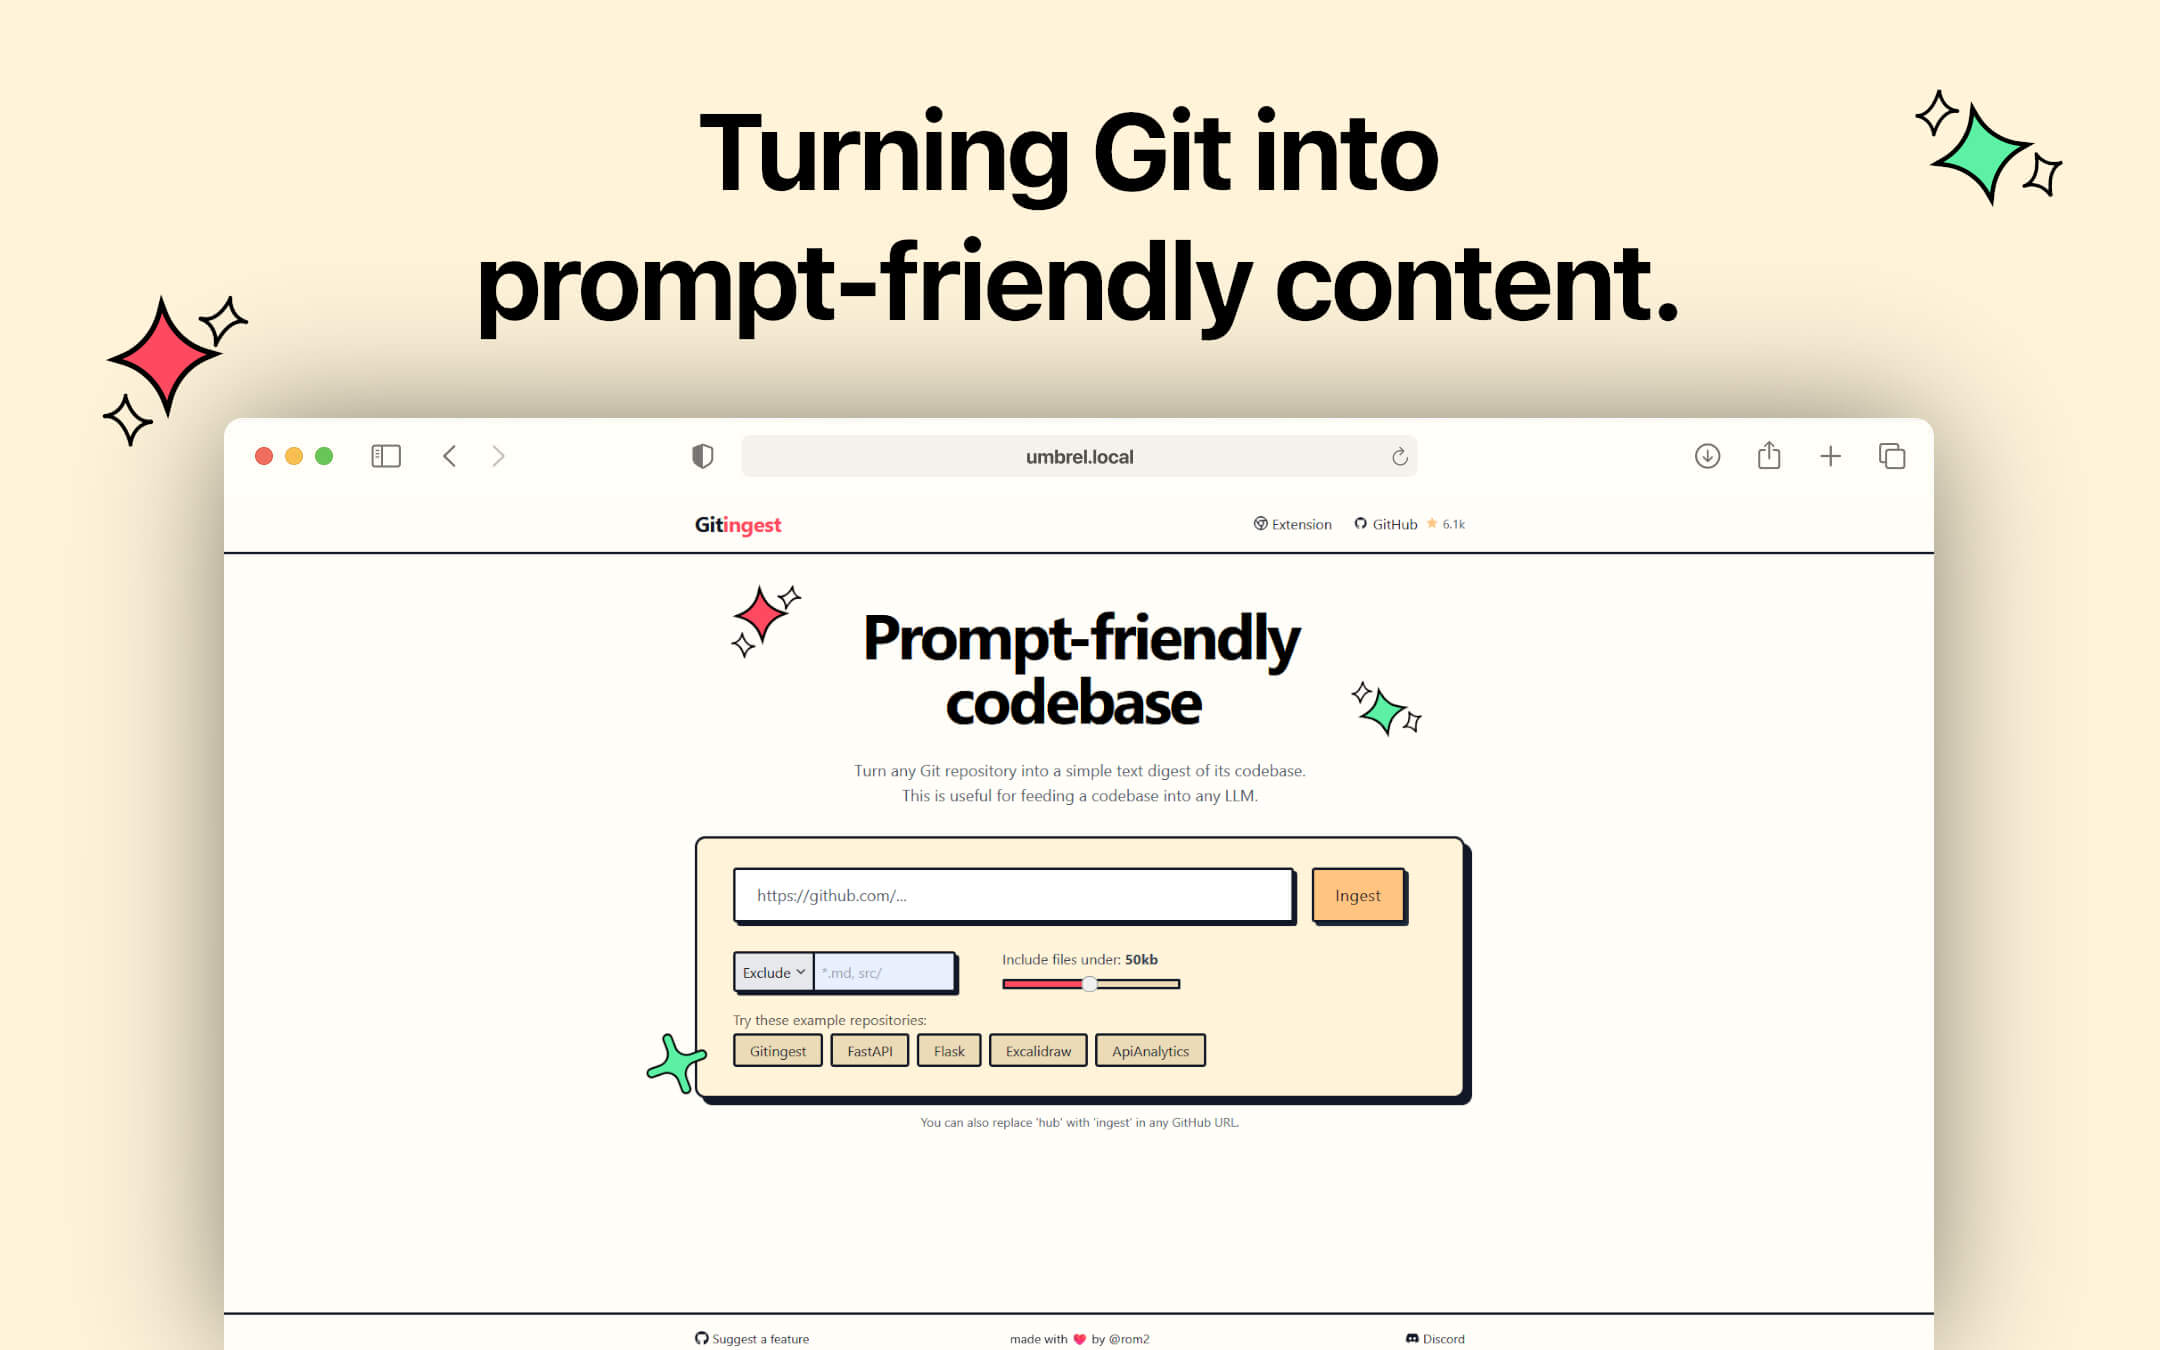 Turning Git into
prompt-friendly content.
umbrel.local
Gitingest
Extension
GitHub
6.1k
Prompt-friendly
codebase
Turn any Git repository into a simple text digest of its codebase.
This is useful for feeding a codebase into any LLM.
https://github.com/...
Ingest
Exclude
*.md, src/
Include files under: 50kb
Try these example repositories:
Gitingest
FastAPI
Flask
Excalidraw
ApiAnalytics
You can also replace 'hub' with 'ingest' in any GitHub URL.
Suggest a feature
made with ❤️ by @rom2
Discord